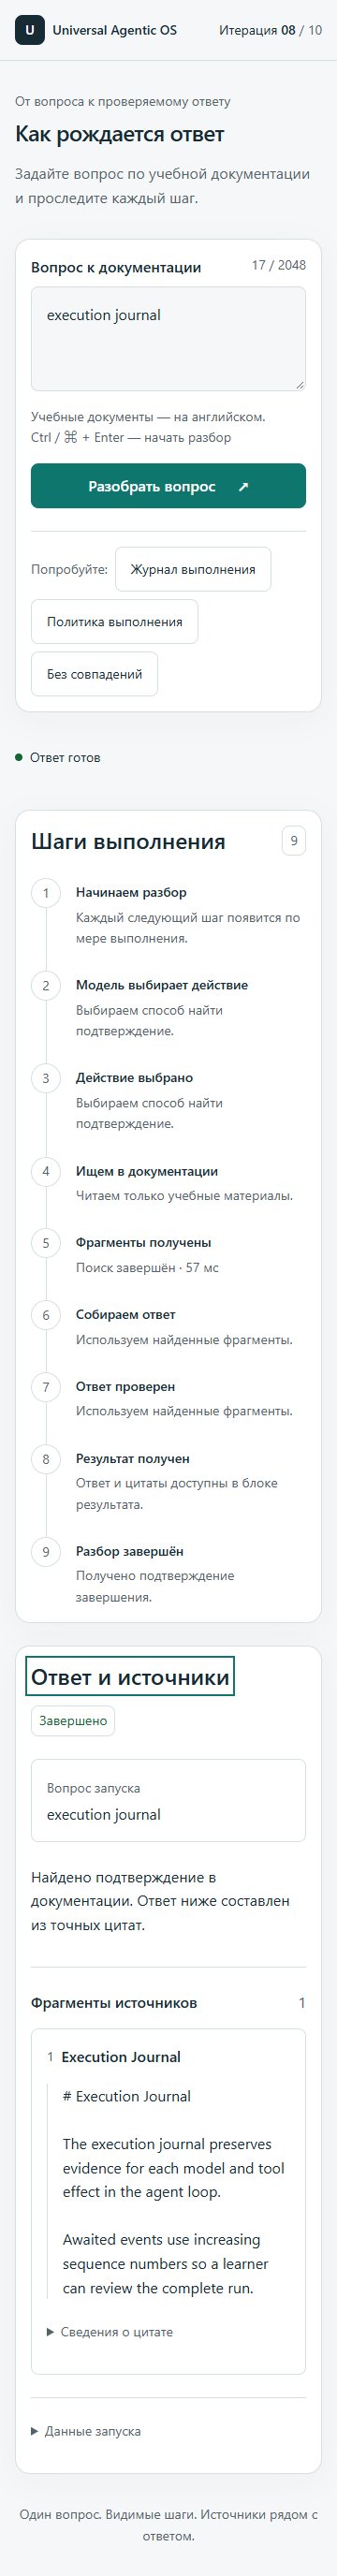 U Universal Agentic OS Итерация 08 / 10
От вопроса к проверяемому ответу
Как рождается ответ
Задайте вопрос по учебной документации
и проследите каждый шаг.
Вопрос к документации 17 / 2048
execution journal
Учебные документы — на английском.
Ctrl / ⌘ + Enter — начать разбор
Разобрать вопрос ↗
Попробуйте: Журнал выполнения
Политика выполнения
Без совпадений
Ответ готов
Шаги выполнения 9
1 Начинаем разбор
Каждый следующий шаг появится по
мере выполнения.
2 Модель выбирает действие
Выбираем способ найти
подтверждение.
3 Действие выбрано
Выбираем способ найти
подтверждение.
4 Ищем в документации
Читаем только учебные материалы.
5 Фрагменты получены
Поиск завершён · 57 мс
6 Собираем ответ
Используем найденные фрагменты.
7 Ответ проверен
Используем найденные фрагменты.
8 Результат получен
Ответ и цитаты доступны в блоке
результата.
9 Разбор завершён
Получено подтверждение
завершения.
Ответ и источники
Завершено
Вопрос запуска
execution journal
Найдено подтверждение в
документации. Ответ ниже составлен
из точных цитат.
Фрагменты источников 1
1 Execution Journal
# Execution Journal
The execution journal preserves
evidence for each model and tool
effect in the agent loop.
Awaited events use increasing
sequence numbers so a learner
can review the complete run.
▶ Сведения о цитате
▶ Данные запуска
Один вопрос. Видимые шаги. Источники рядом с
ответом.